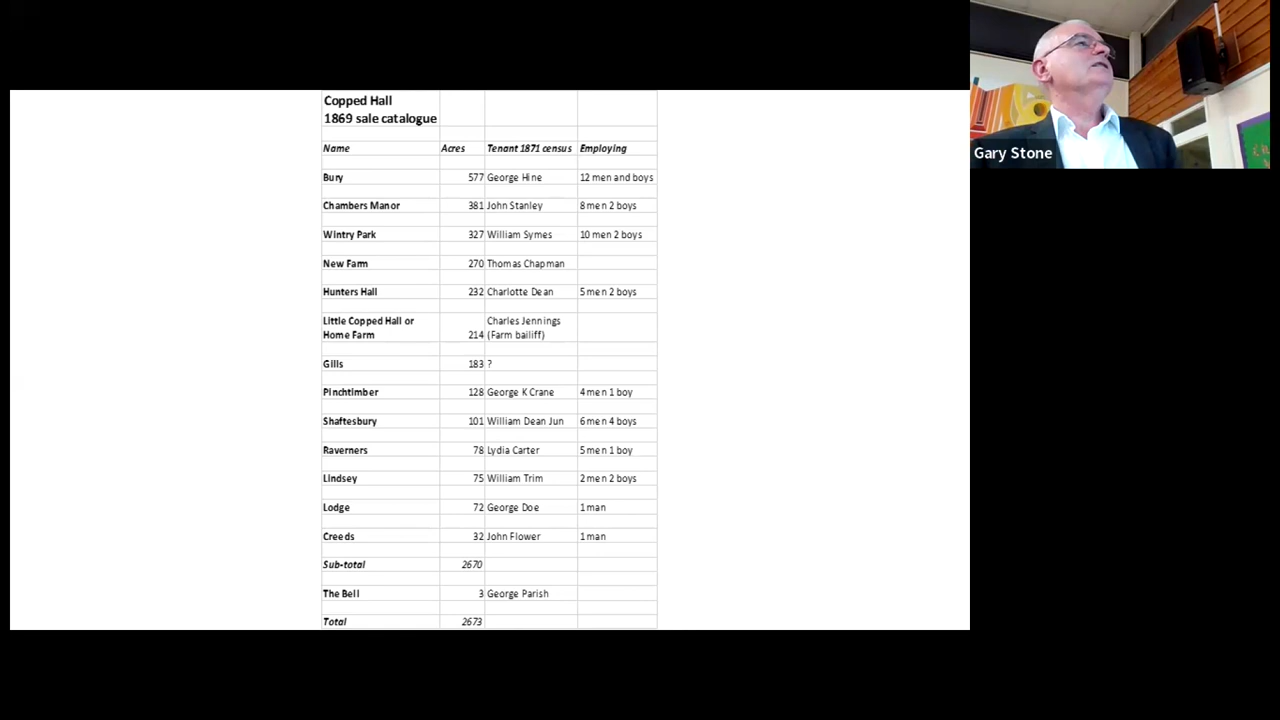 Copped Hall
1869 sale catalogue
Name Acres Tenant 1871 census Employing
Bury 577 George Hine 12 men and boys
Chambers Manor 381 John Stanley 8 men 2 boys
Wintry Park 327 William Symes 10 men 2 boys
New Farm 270 Thomas Chapman
Hunters Hall 232 Charlotte Dean 5 men 2 boys
Little Copped Hall or Charles Jennings
Home Farm 214 (Farm bailiff)
Gills 183 ?
Pinchtimber 128 George K Crane 4 men 1 boy
Shaftesbury 101 William Dean Jun 6 men 4 boys
Raverners 78 Lydia Carter 5 men 1 boy
Lindsey 75 William Trim 2 men 2 boys
Lodge 72 George Doe 1 man
Creeds 32 John Flower 1 man
Sub-total 2670
The Bell 3 George Parish
Total 2673
Gary Stone